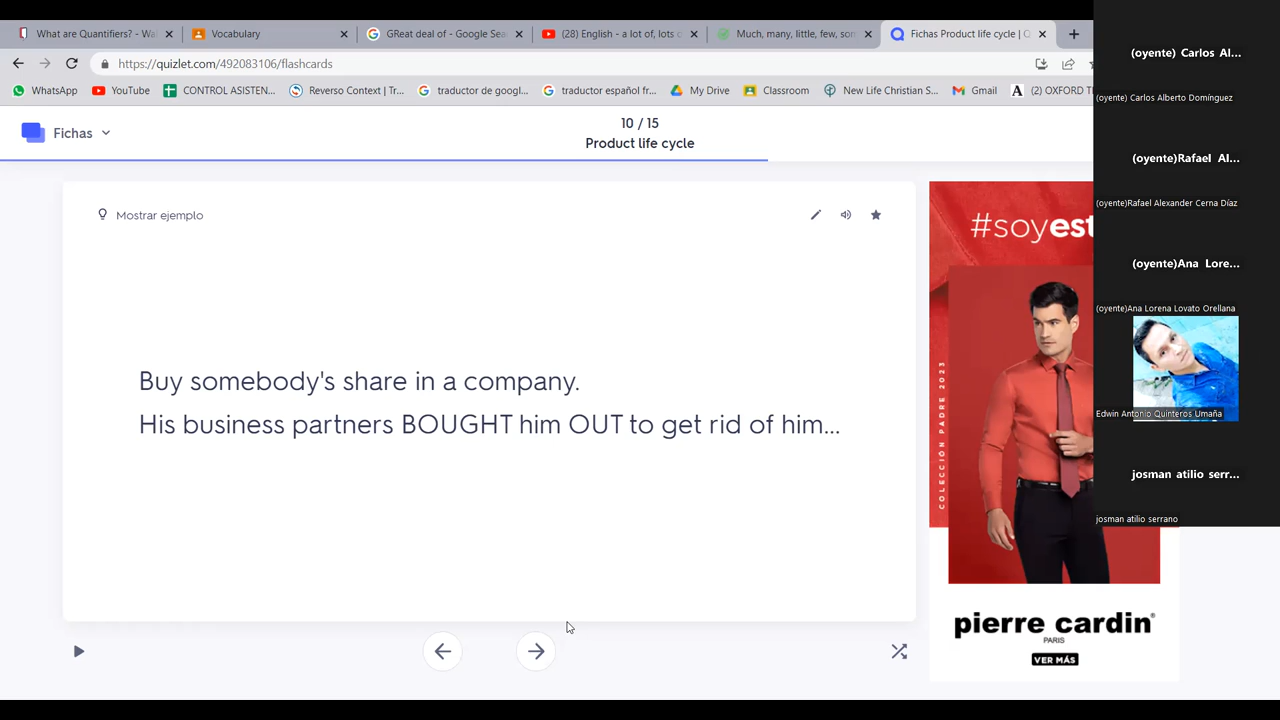 What are Quantifiers? - Wal
Vocabulary
GReat deal of - Google Sea
(28) English - a lot of, lots o
Much, many, little, few, som
Fichas Product life cycle | Q
https://quizlet.com/492083106/flashcards
WhatsApp
YouTube
CONTROL ASISTEN...
Reverso Context | Tr...
traductor de googl...
traductor español fr...
My Drive
Classroom
New Life Christian S...
Gmail
A
(2) OXFORD T
Fichas
10 / 15
Product life cycle
Mostrar ejemplo
Buy somebody's share in a company.
His business partners BOUGHT him OUT to get rid of him...
#soyest
COLECCIÓN PADRE 2023
pierre cardin
PARIS
VER MÁS
(oyente) Carlos Al...
(oyente) Carlos Alberto Domínguez
(oyente)Rafael Al...
(oyente)Rafael Alexander Cerna Díaz
(oyente)Ana Lore...
(oyente)Ana Lorena Lovato Orellana
Edwin Antonio Quinteros Umaña
josman atilio serr...
josman atilio serrano